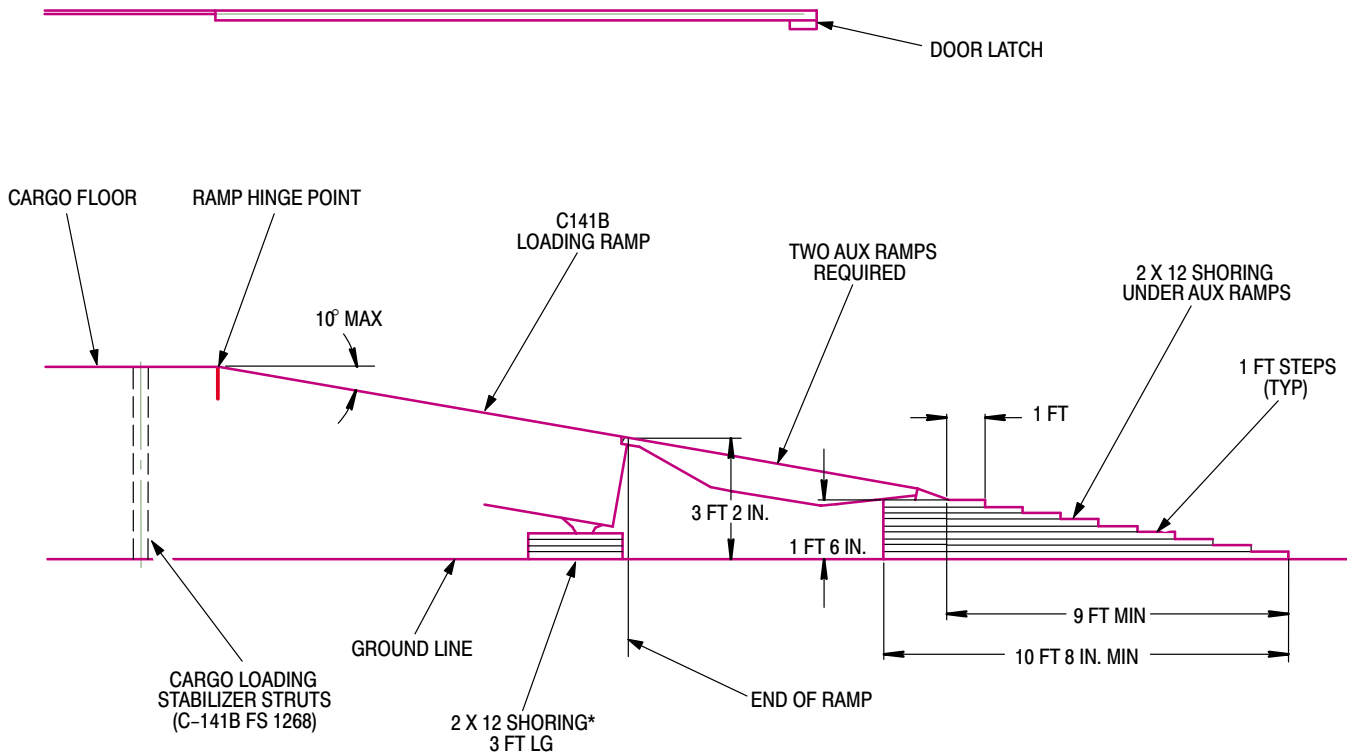 DOOR LATCH
CARGO FLOOR
RAMP HINGE POINT
C141B
LOADING RAMP
TWO AUX RAMPS
REQUIRED
2 X 12 SHORING
UNDER AUX RAMPS
10° MAX
1 FT STEPS
(TYP)
1 FT
3 FT 2 IN.
1 FT 6 IN.
9 FT MIN
10 FT 8 IN. MIN
GROUND LINE
CARGO LOADING
STABILIZER STRUTS
(C–141B FS 1268)
END OF RAMP
2 X 12 SHORING*
3 FT LG